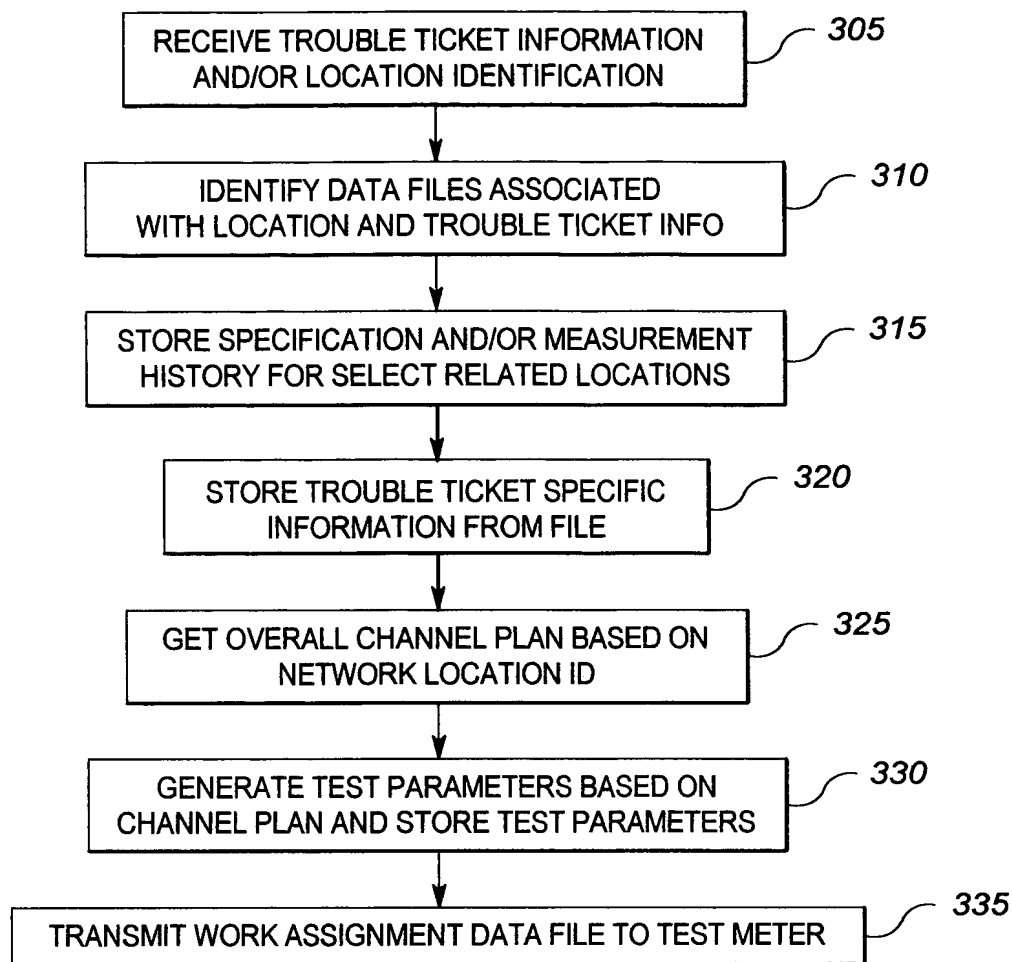 RECEIVE TROUBLE TICKET INFORMATION
AND/OR LOCATION IDENTIFICATION
305
IDENTIFY DATA FILES ASSOCIATED
WITH LOCATION AND TROUBLE TICKET INFO
310
STORE SPECIFICATION AND/OR MEASUREMENT
HISTORY FOR SELECT RELATED LOCATIONS
315
STORE TROUBLE TICKET SPECIFIC
INFORMATION FROM FILE
320
GET OVERALL CHANNEL PLAN BASED ON
NETWORK LOCATION ID
325
GENERATE TEST PARAMETERS BASED ON
CHANNEL PLAN AND STORE TEST PARAMETERS
330
TRANSMIT WORK ASSIGNMENT DATA FILE TO TEST METER
335